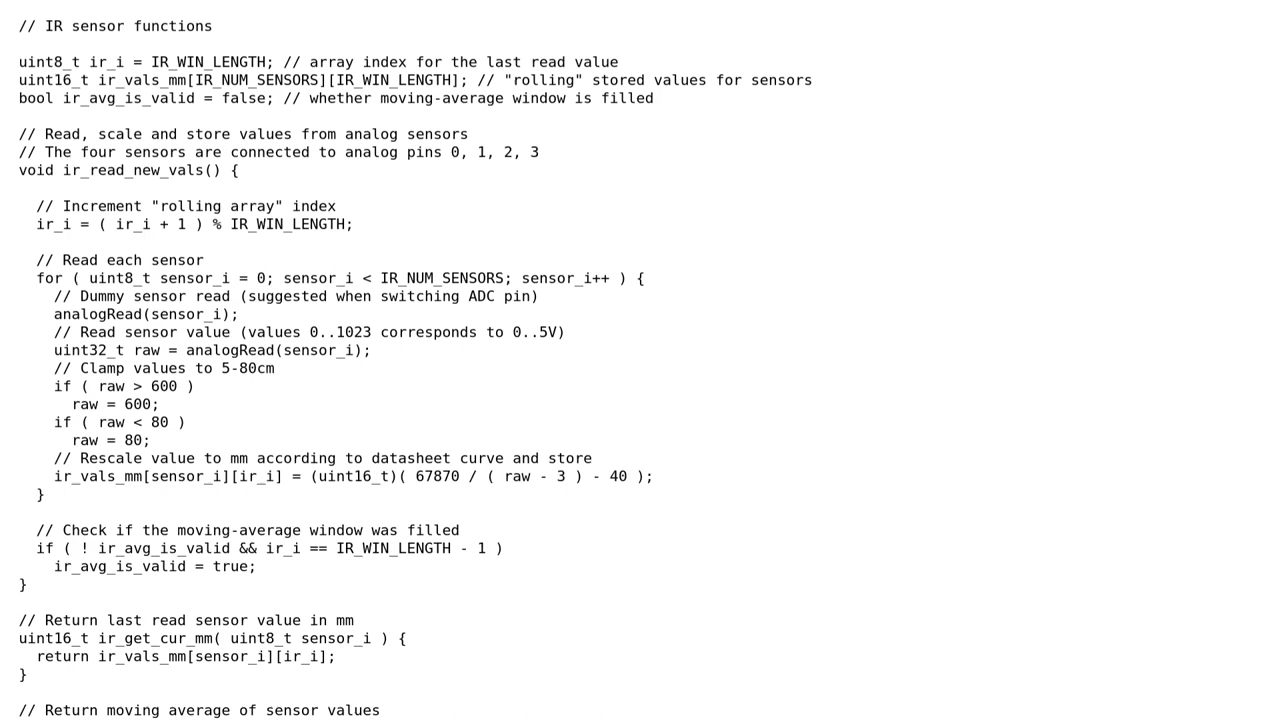 // IR sensor functions

uint8_t ir_i = IR_WIN_LENGTH; // array index for the last read value
uint16_t ir_vals_mm[IR_NUM_SENSORS][IR_WIN_LENGTH]; // "rolling" stored values for sensors
bool ir_avg_is_valid = false; // whether moving-average window is filled

// Read, scale and store values from analog sensors
// The four sensors are connected to analog pins 0, 1, 2, 3
void ir_read_new_vals() {

  // Increment "rolling array" index
  ir_i = ( ir_i + 1 ) % IR_WIN_LENGTH;

  // Read each sensor
  for ( uint8_t sensor_i = 0; sensor_i < IR_NUM_SENSORS; sensor_i++ ) {
    // Dummy sensor read (suggested when switching ADC pin)
    analogRead(sensor_i);
    // Read sensor value (values 0..1023 corresponds to 0..5V)
    uint32_t raw = analogRead(sensor_i);
    // Clamp values to 5-80cm
    if ( raw > 600 )
      raw = 600;
    if ( raw < 80 )
      raw = 80;
    // Rescale value to mm according to datasheet curve and store
    ir_vals_mm[sensor_i][ir_i] = (uint16_t)( 67870 / ( raw - 3 ) - 40 );
  }

  // Check if the moving-average window was filled
  if ( ! ir_avg_is_valid && ir_i == IR_WIN_LENGTH - 1 )
    ir_avg_is_valid = true;
}

// Return last read sensor value in mm
uint16_t ir_get_cur_mm( uint8_t sensor_i ) {
  return ir_vals_mm[sensor_i][ir_i];
}

// Return moving average of sensor values